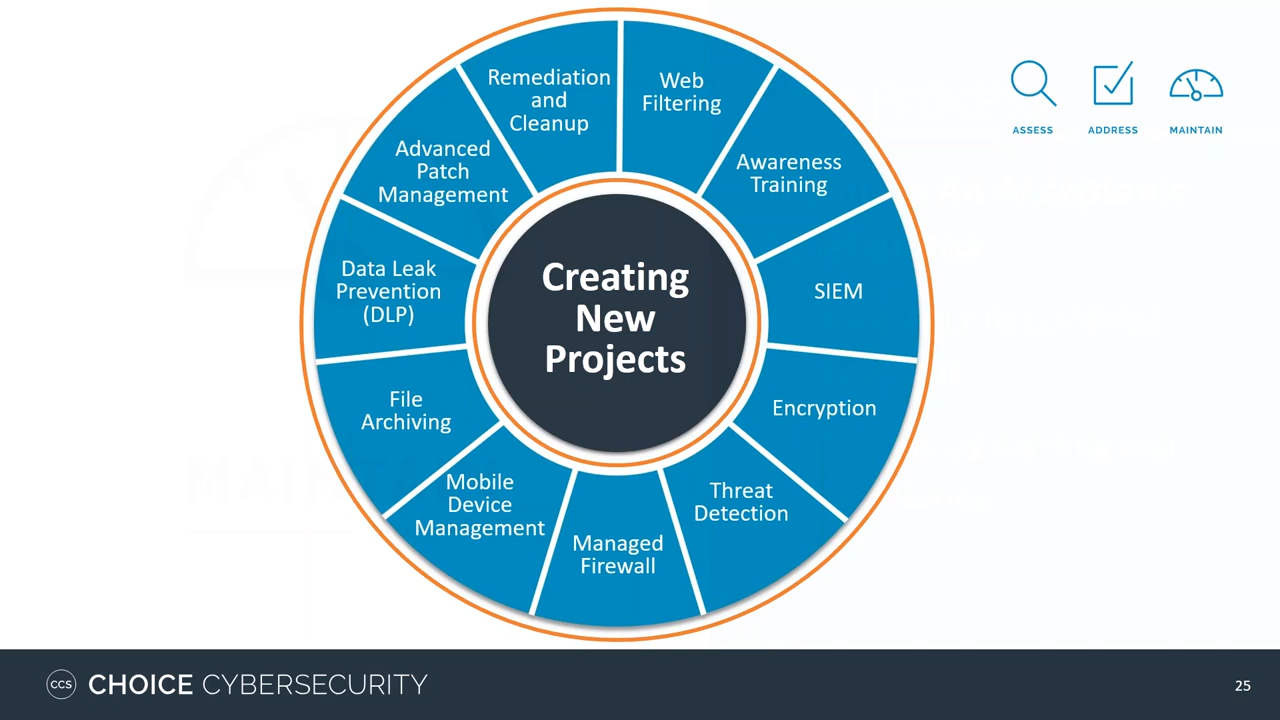 Remediation
and
Cleanup
Web
Filtering
Awareness
Training
SIEM
Encryption
Threat
Detection
Managed
Firewall
Mobile
Device
Management
File
Archiving
Data Leak
Prevention
(DLP)
Advanced
Patch
Management
Creating
New
Projects
ASSESS
ADDRESS
MAINTAIN
CCS CHOICE CYBERSECURITY
25